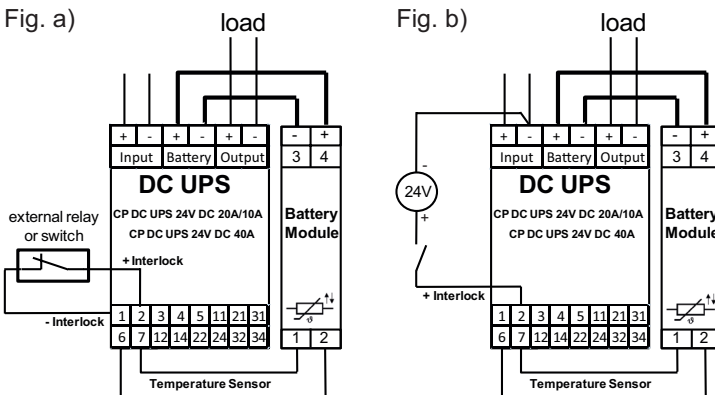 Fig. a)
load
+ - + - + -
Input Battery Output
- +
3 4
DC UPS
CP DC UPS 24V DC 20A/10A
CP DC UPS 24V DC 40A
Battery
Module
external relay
or switch
+ Interlock
- Interlock
1 2 3 4 5 11 21 31
6 7 12 14 22 24 32 34
ϑ
1 2
Temperature Sensor
Fig. b)
load
+ - + - + -
Input Battery Output
- +
3 4
-
24V
+
DC UPS
CP DC UPS 24V DC 20A/10A
CP DC UPS 24V DC 40A
Battery
Module
+ Interlock
1 2 3 4 5 11 21 31
6 7 12 14 22 24 32 34
ϑ
1 2
Temperature Sensor